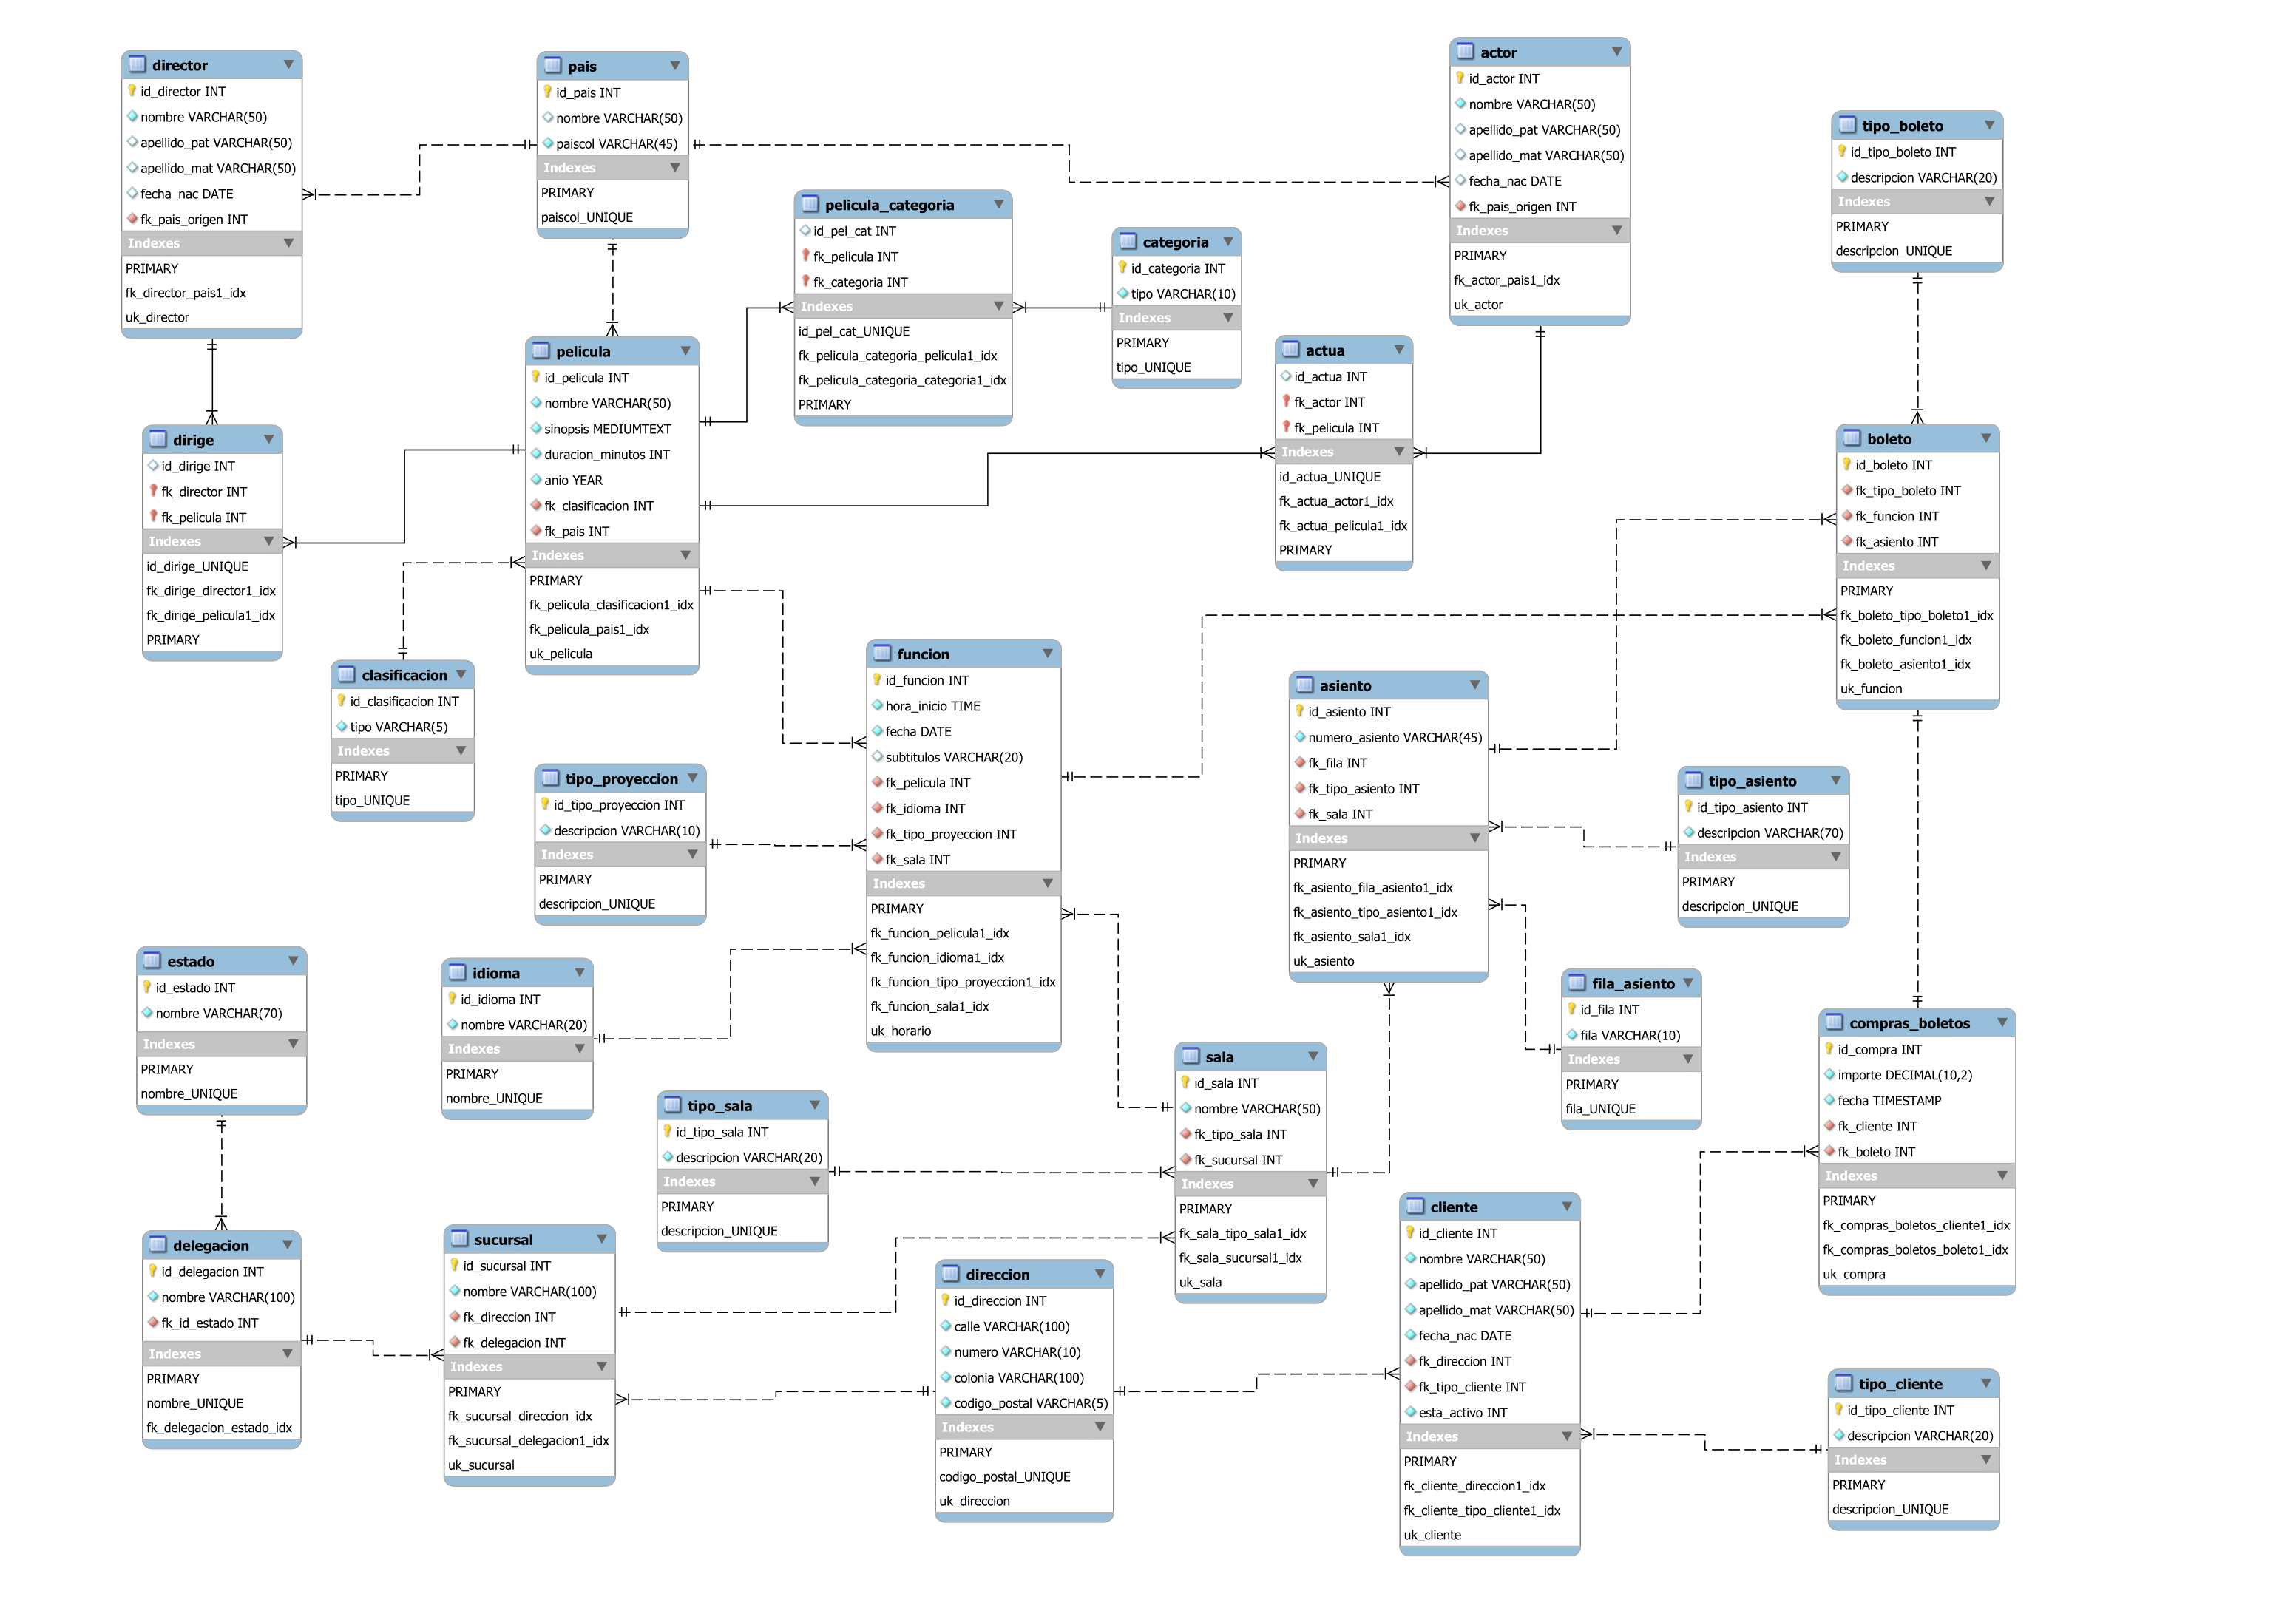 director
id_director INT
nombre VARCHAR(50)
apellido_pat VARCHAR(50)
apellido_mat VARCHAR(50)
fecha_nac DATE
fk_pais_origen INT
Indexes
PRIMARY
fk_director_pais1_idx
uk_director
pais
id_pais INT
nombre VARCHAR(50)
paiscol VARCHAR(45)
Indexes
PRIMARY
paiscol_UNIQUE
actor
id_actor INT
nombre VARCHAR(50)
apellido_pat VARCHAR(50)
apellido_mat VARCHAR(50)
fecha_nac DATE
fk_pais_origen INT
Indexes
PRIMARY
fk_actor_pais1_idx
uk_actor
tipo_boleto
id_tipo_boleto INT
descripcion VARCHAR(20)
Indexes
PRIMARY
descripcion_UNIQUE
pelicula_categoria
id_pel_cat INT
fk_pelicula INT
fk_categoria INT
Indexes
id_pel_cat_UNIQUE
fk_pelicula_categoria_pelicula1_idx
fk_pelicula_categoria_categoria1_idx
PRIMARY
categoria
id_categoria INT
tipo VARCHAR(10)
Indexes
PRIMARY
tipo_UNIQUE
pelicula
id_pelicula INT
nombre VARCHAR(50)
sinopsis MEDIUMTEXT
duracion_minutos INT
anio YEAR
fk_clasificacion INT
fk_pais INT
Indexes
PRIMARY
fk_pelicula_clasificacion1_idx
fk_pelicula_pais1_idx
uk_pelicula
actua
id_actua INT
fk_actor INT
fk_pelicula INT
Indexes
id_actua_UNIQUE
fk_actua_actor1_idx
fk_actua_pelicula1_idx
PRIMARY
dirige
id_dirige INT
fk_director INT
fk_pelicula INT
Indexes
id_dirige_UNIQUE
fk_dirige_director1_idx
fk_dirige_pelicula1_idx
PRIMARY
boleto
id_boleto INT
fk_tipo_boleto INT
fk_funcion INT
fk_asiento INT
Indexes
PRIMARY
fk_boleto_tipo_boleto1_idx
fk_boleto_funcion1_idx
fk_boleto_asiento1_idx
uk_funcion
clasificacion
id_clasificacion INT
tipo VARCHAR(5)
Indexes
PRIMARY
tipo_UNIQUE
funcion
id_funcion INT
hora_inicio TIME
fecha DATE
subtitulos VARCHAR(20)
fk_pelicula INT
fk_idioma INT
fk_tipo_proyeccion INT
fk_sala INT
Indexes
PRIMARY
fk_funcion_pelicula1_idx
fk_funcion_idioma1_idx
fk_funcion_tipo_proyeccion1_idx
fk_funcion_sala1_idx
uk_horario
asiento
id_asiento INT
numero_asiento VARCHAR(45)
fk_fila INT
fk_tipo_asiento INT
fk_sala INT
Indexes
PRIMARY
fk_asiento_fila_asiento1_idx
fk_asiento_tipo_asiento1_idx
fk_asiento_sala1_idx
uk_asiento
tipo_proyeccion
id_tipo_proyeccion INT
descripcion VARCHAR(10)
Indexes
PRIMARY
descripcion_UNIQUE
tipo_asiento
id_tipo_asiento INT
descripcion VARCHAR(70)
Indexes
PRIMARY
descripcion_UNIQUE
estado
id_estado INT
nombre VARCHAR(70)
Indexes
PRIMARY
nombre_UNIQUE
idioma
id_idioma INT
nombre VARCHAR(20)
Indexes
PRIMARY
nombre_UNIQUE
fila_asiento
id_fila INT
fila VARCHAR(10)
Indexes
PRIMARY
fila_UNIQUE
compras_boletos
id_compra INT
importe DECIMAL(10,2)
fecha TIMESTAMP
fk_cliente INT
fk_boleto INT
Indexes
PRIMARY
fk_compras_boletos_cliente1_idx
fk_compras_boletos_boleto1_idx
uk_compra
sala
id_sala INT
nombre VARCHAR(50)
fk_tipo_sala INT
fk_sucursal INT
Indexes
PRIMARY
fk_sala_tipo_sala1_idx
fk_sala_sucursal1_idx
uk_sala
tipo_sala
id_tipo_sala INT
descripcion VARCHAR(20)
Indexes
PRIMARY
descripcion_UNIQUE
delegacion
id_delegacion INT
nombre VARCHAR(100)
fk_id_estado INT
Indexes
PRIMARY
nombre_UNIQUE
fk_delegacion_estado_idx
sucursal
id_sucursal INT
nombre VARCHAR(100)
fk_direccion INT
fk_delegacion INT
Indexes
PRIMARY
fk_sucursal_direccion_idx
fk_sucursal_delegacion1_idx
uk_sucursal
direccion
id_direccion INT
calle VARCHAR(100)
numero VARCHAR(10)
colonia VARCHAR(100)
codigo_postal VARCHAR(5)
Indexes
PRIMARY
codigo_postal_UNIQUE
uk_direccion
cliente
id_cliente INT
nombre VARCHAR(50)
apellido_pat VARCHAR(50)
apellido_mat VARCHAR(50)
fecha_nac DATE
fk_direccion INT
fk_tipo_cliente INT
esta_activo INT
Indexes
PRIMARY
fk_cliente_direccion1_idx
fk_cliente_tipo_cliente1_idx
uk_cliente
tipo_cliente
id_tipo_cliente INT
descripcion VARCHAR(20)
Indexes
PRIMARY
descripcion_UNIQUE